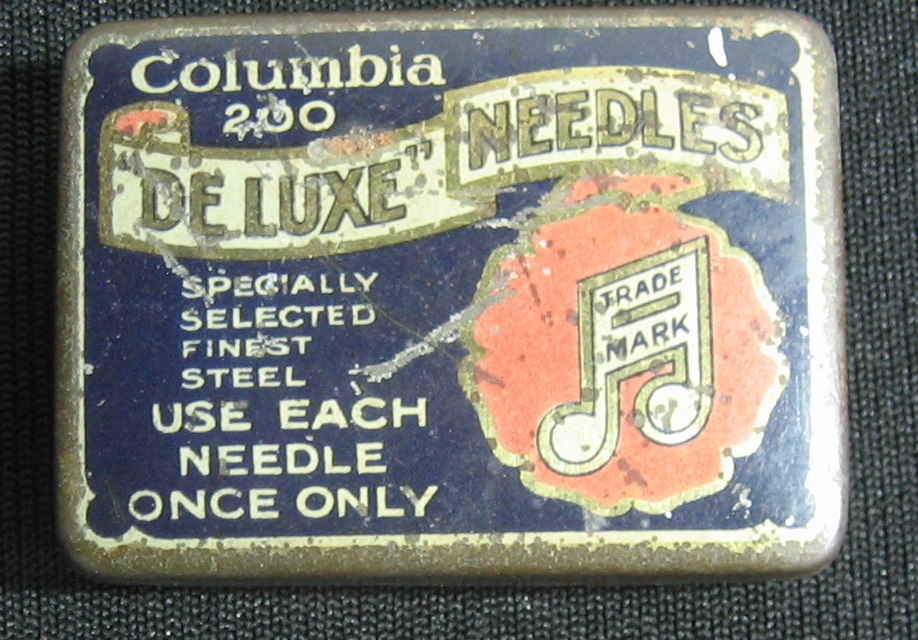 Columbia
200
"DE LUXE" NEEDLES
SPECIALLY
SELECTED
FINEST
STEEL
USE EACH
NEEDLE
ONCE ONLY
TRADE
MARK